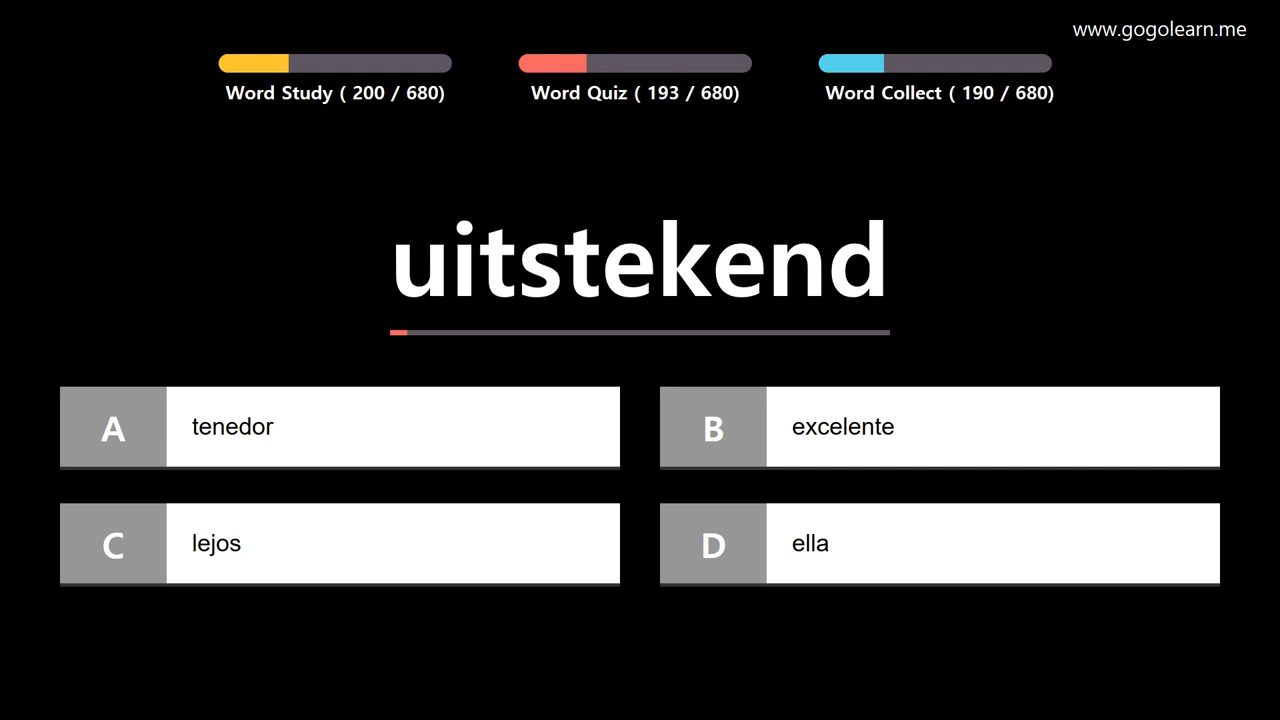 www.gogolearn.me
Word Study ( 200 / 680)
Word Quiz ( 193 / 680)
Word Collect ( 190 / 680)
uitstekend
A tenedor
B excelente
C lejos
D ella